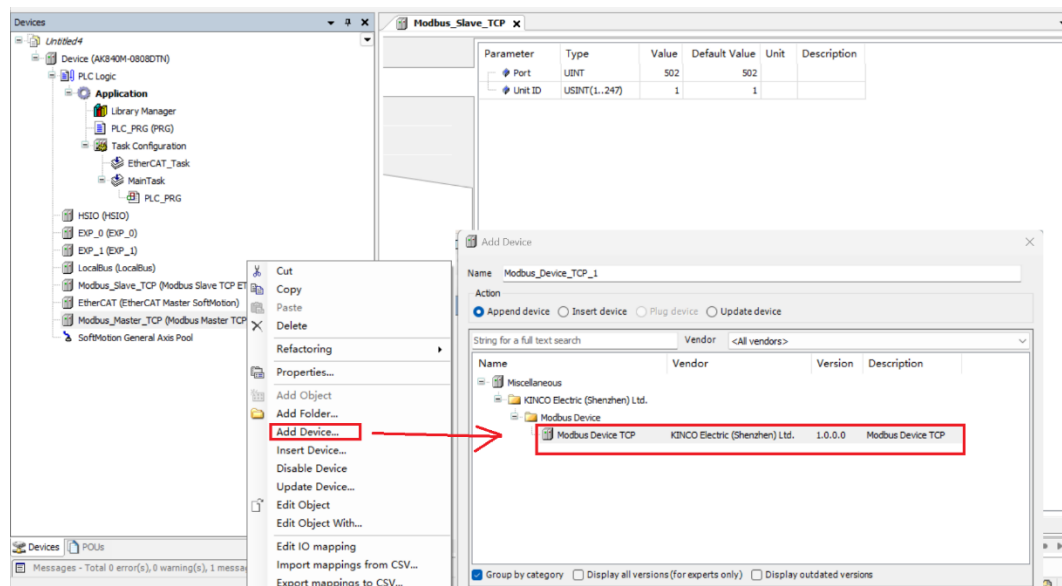 Devices
Untitled4
Device (AK840M-0808DTN)
PLC Logic
Application
Library Manager
PLC_PRG (PRG)
Task Configuration
EtherCAT_Task
MainTask
PLC_PRG
HSIO (HSIO)
EXP_0 (EXP_0)
EXP_1 (EXP_1)
LocalBus (LocalBus)
Modbus_Slave_TCP (Modbus Slave TCP ET
EtherCAT (EtherCAT Master SoftMotion)
Modbus_Master_TCP (Modbus Master TCP
SoftMotion General Axis Pool
Devices POUs
Messages - Total 0 error(s), 0 warning(s), 1 messa
Modbus_Slave_TCP
Parameter Type Value Default Value Unit Description
Port UINT 502 502
Unit ID USINT(1..247) 1 1
Cut
Copy
Paste
Delete
Refactoring
Properties...
Add Object
Add Folder...
Add Device...
Insert Device...
Disable Device
Update Device...
Edit Object
Edit Object With...
Edit IO mapping
Import mappings from CSV...
Export mappings to CSV...
Add Device
Name Modbus_Device_TCP_1
Action
Append device Insert device Plug device Update device
String for a full text search Vendor <All vendors>
Name Vendor Version Description
Miscellaneous
KINCO Electric (Shenzhen) Ltd.
Modbus Device
Modbus Device TCP KINCO Electric (Shenzhen) Ltd. 1.0.0.0 Modbus Device TCP
Group by category Display all versions (for experts only) Display outdated versions